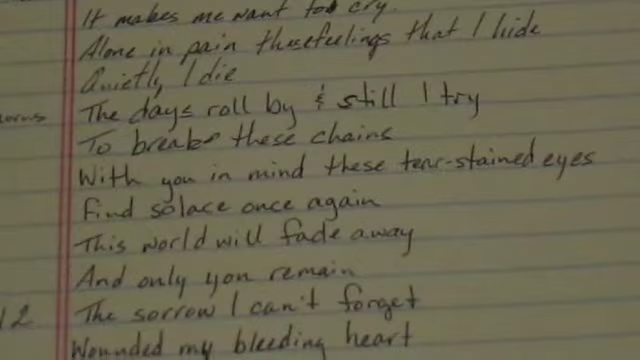 It makes me want to cry.
Alone in pain these feelings that I hide
Quietly, I die
The days roll by & still I try
To break these chains
With you in mind these tear-stained eyes
Find solace once again
This world will fade away
And only you remain
12 The sorrow I can't forget
Wounded my bleeding heart